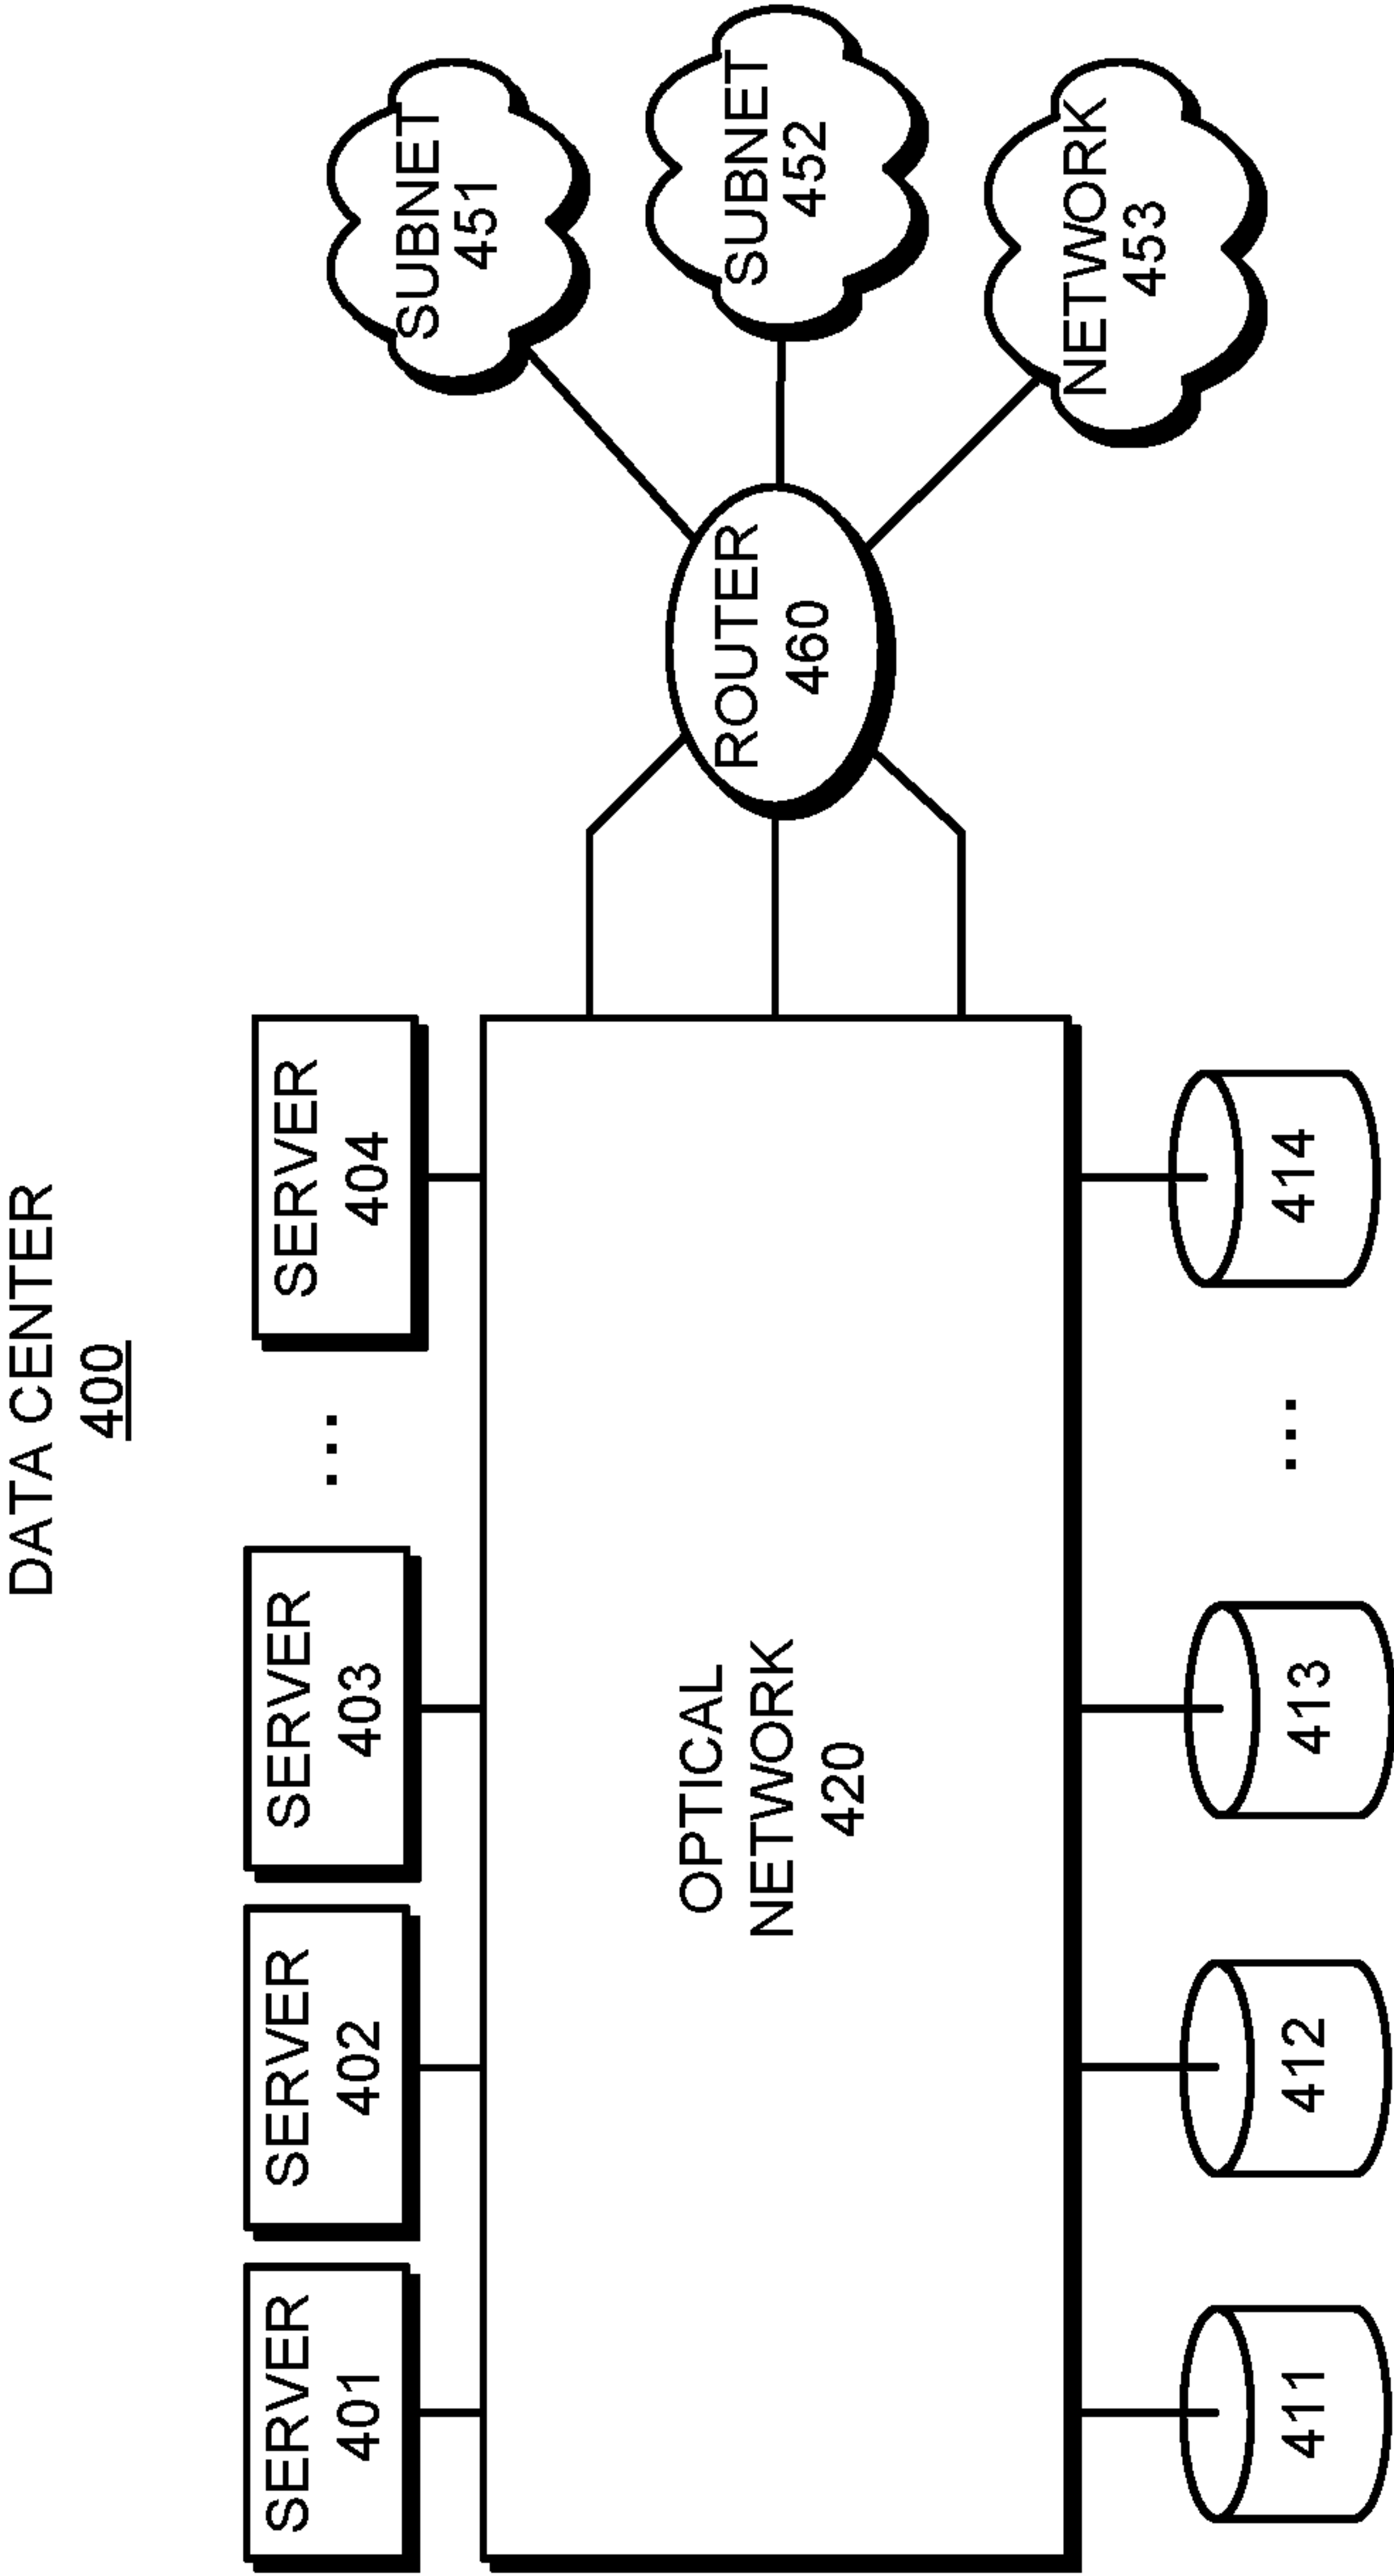 DATA CENTER
400
SERVER
401
SERVER
402
SERVER
403
...
SERVER
404
OPTICAL
NETWORK
420
ROUTER
460
SUBNET
451
SUBNET
452
NETWORK
453
411
412
413
...
414